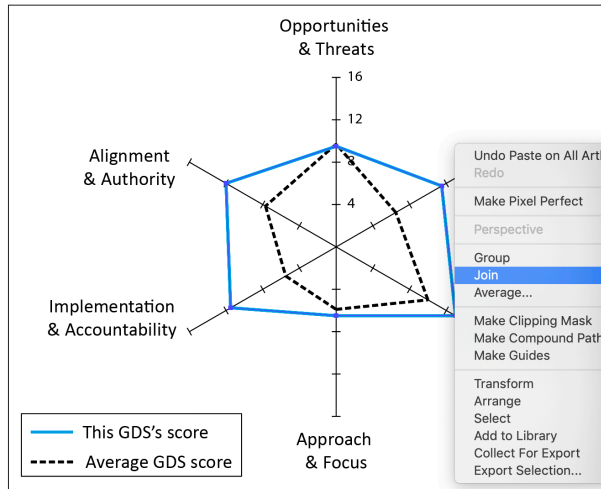 Opportunities
& Threats
16
12
8
4
Alignment
& Authority
Implementation
& Accountability
Approach
& Focus
This GDS's score
Average GDS score
Undo Paste on All Art
Redo
Make Pixel Perfect
Perspective
Group
Join
Average...
Make Clipping Mask
Make Compound Path
Make Guides
Transform
Arrange
Select
Add to Library
Collect For Export
Export Selection...